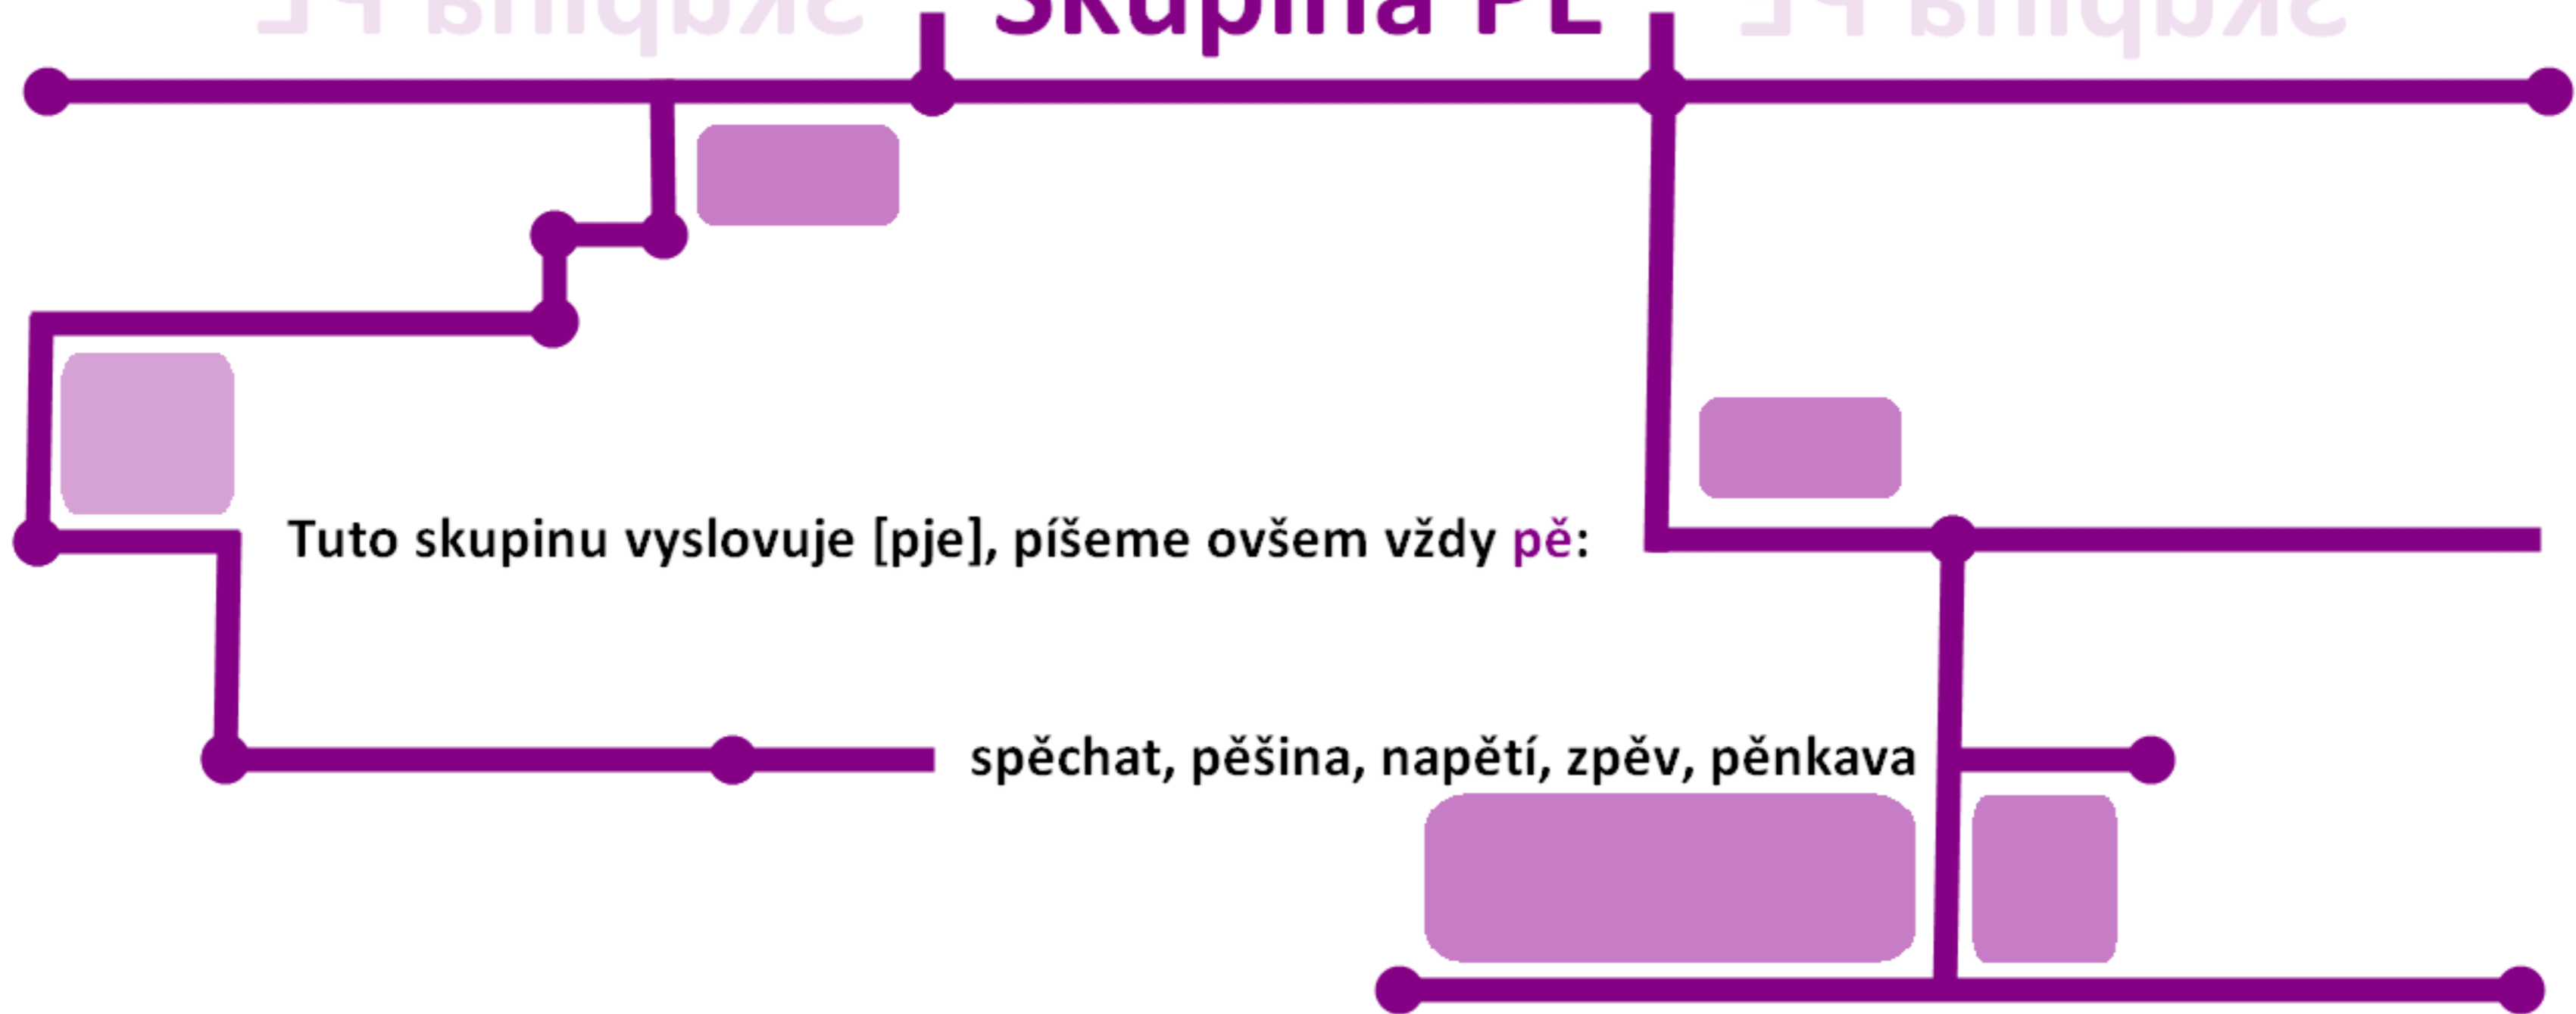 Skupina PĚ
Tuto skupinu vyslovuje [pje], píšeme ovšem vždy pě:
spěchat, pěšina, napětí, zpěv, pěnkava